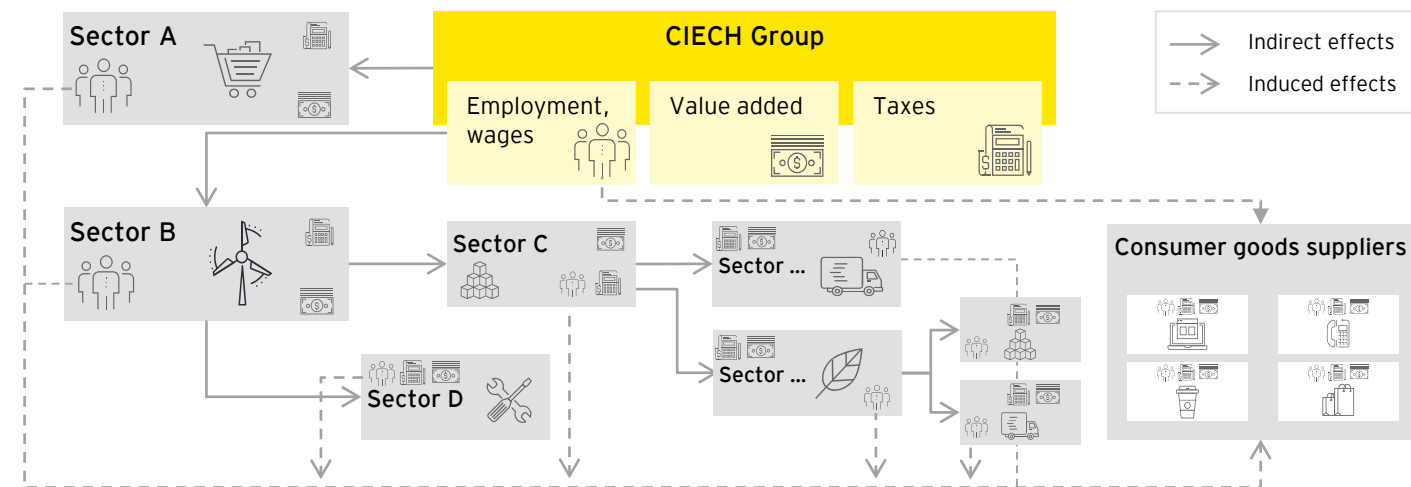 Sector A
CIECH Group
Indirect effects
Induced effects
Employment,
wages
Value added
Taxes
Sector B
Sector C
Sector ...
Consumer goods suppliers
Sector ...
Sector D